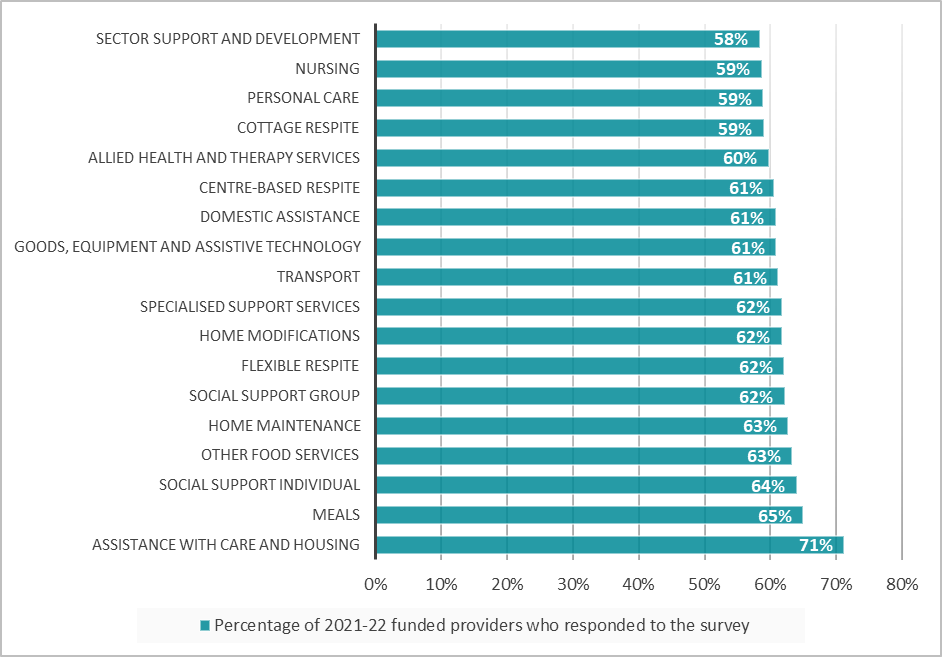 SECTOR SUPPORT AND DEVELOPMENT 58%
NURSING 59%
PERSONAL CARE 59%
COTTAGE RESPITE 59%
ALLIED HEALTH AND THERAPY SERVICES 60%
CENTRE-BASED RESPITE 61%
DOMESTIC ASSISTANCE 61%
GOODS, EQUIPMENT AND ASSISTIVE TECHNOLOGY 61%
TRANSPORT 61%
SPECIALISED SUPPORT SERVICES 62%
HOME MODIFICATIONS 62%
FLEXIBLE RESPITE 62%
SOCIAL SUPPORT GROUP 62%
HOME MAINTENANCE 63%
OTHER FOOD SERVICES 63%
SOCIAL SUPPORT INDIVIDUAL 64%
MEALS 65%
ASSISTANCE WITH CARE AND HOUSING 71%
0% 10% 20% 30% 40% 50% 60% 70% 80%
Percentage of 2021-22 funded providers who responded to the survey